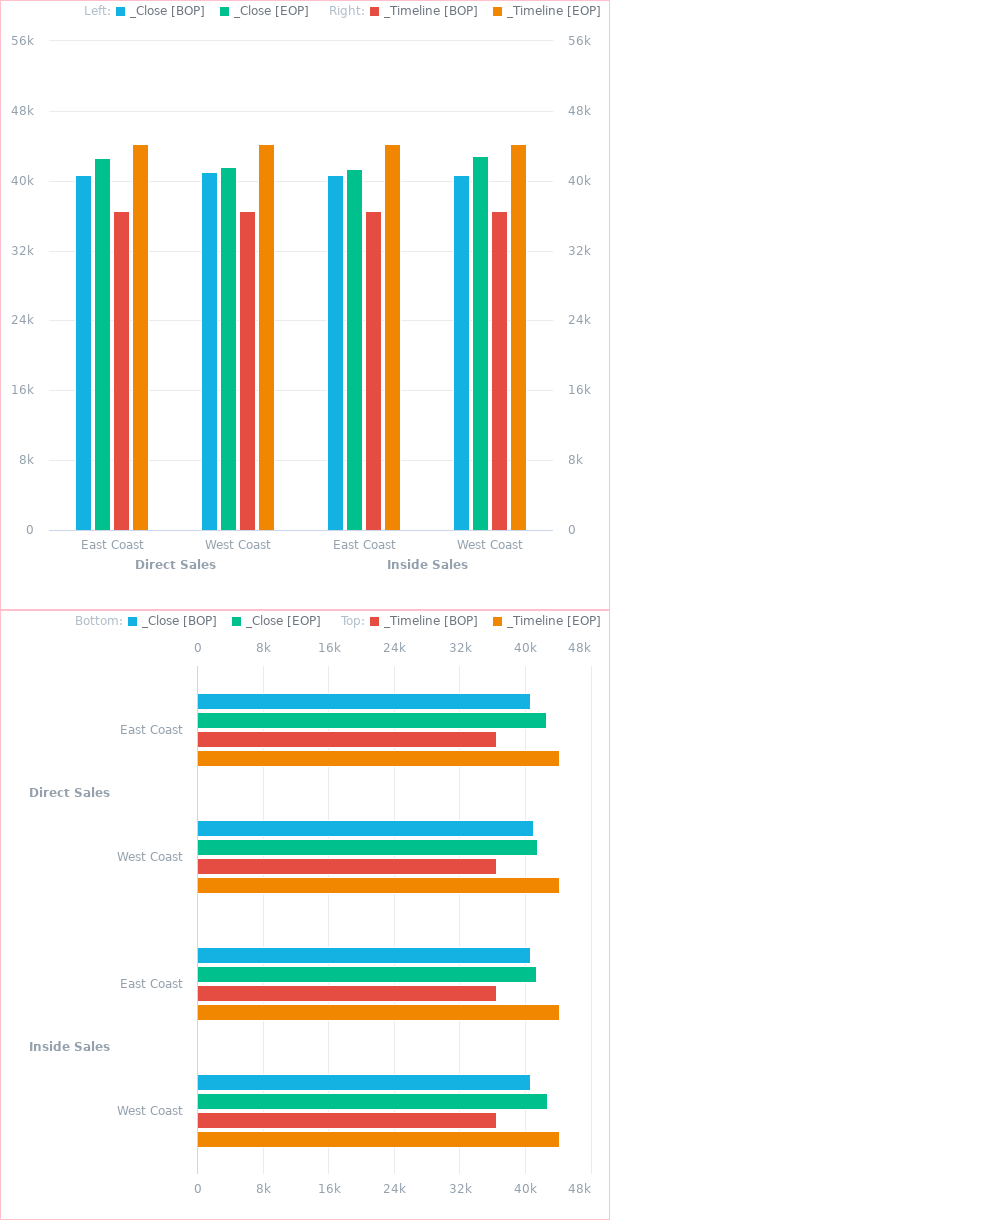 Left: _Close [BOP] _Close [EOP] Right: _Timeline [BOP] _Timeline [EOP]
56k 56k
48k 48k
40k 40k
32k 32k
24k 24k
16k 16k
8k 8k
0 0
East Coast West Coast East Coast West Coast
Direct Sales Inside Sales
Bottom: _Close [BOP] _Close [EOP] Top: _Timeline [BOP] _Timeline [EOP]
0 8k 16k 24k 32k 40k 48k
East Coast
Direct Sales
West Coast
East Coast
Inside Sales
West Coast
0 8k 16k 24k 32k 40k 48k